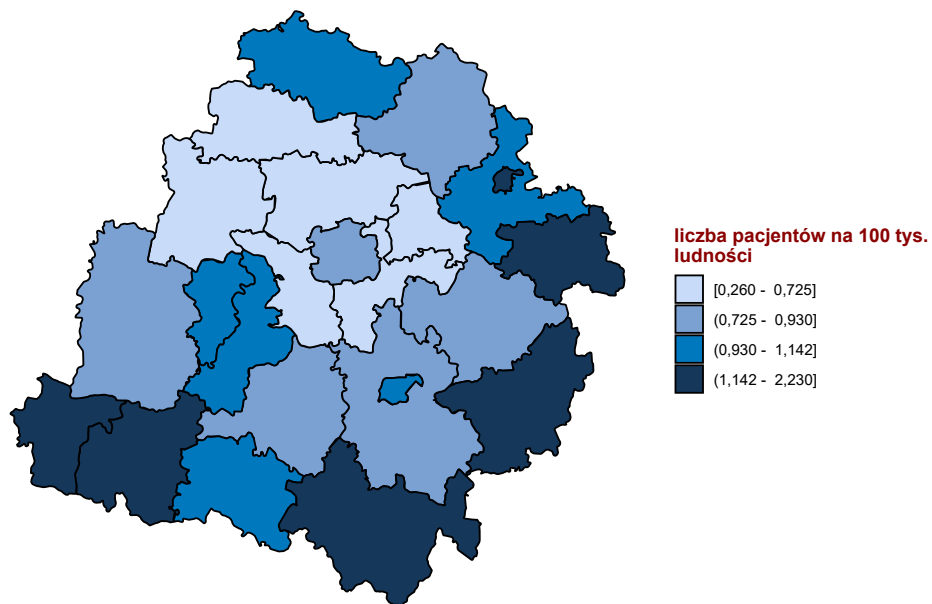 liczba pacjentów na 100 tys.
ludności
[0,260 - 0,725]
(0,725 - 0,930]
(0,930 - 1,142]
(1,142 - 2,230]